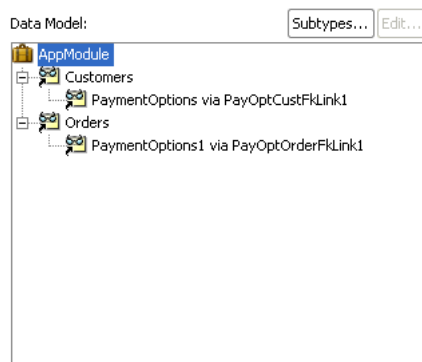 Data Model:
Subtypes... Edit...
AppModule
Customers
PaymentOptions via PayOptCustFkLink1
Orders
PaymentOptions1 via PayOptOrderFkLink1